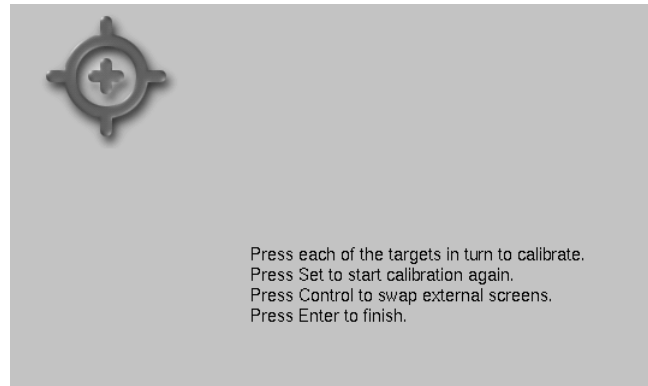 Press each of the targets in turn to calibrate.
Press Set to start calibration again.
Press Control to swap external screens.
Press Enter to finish.